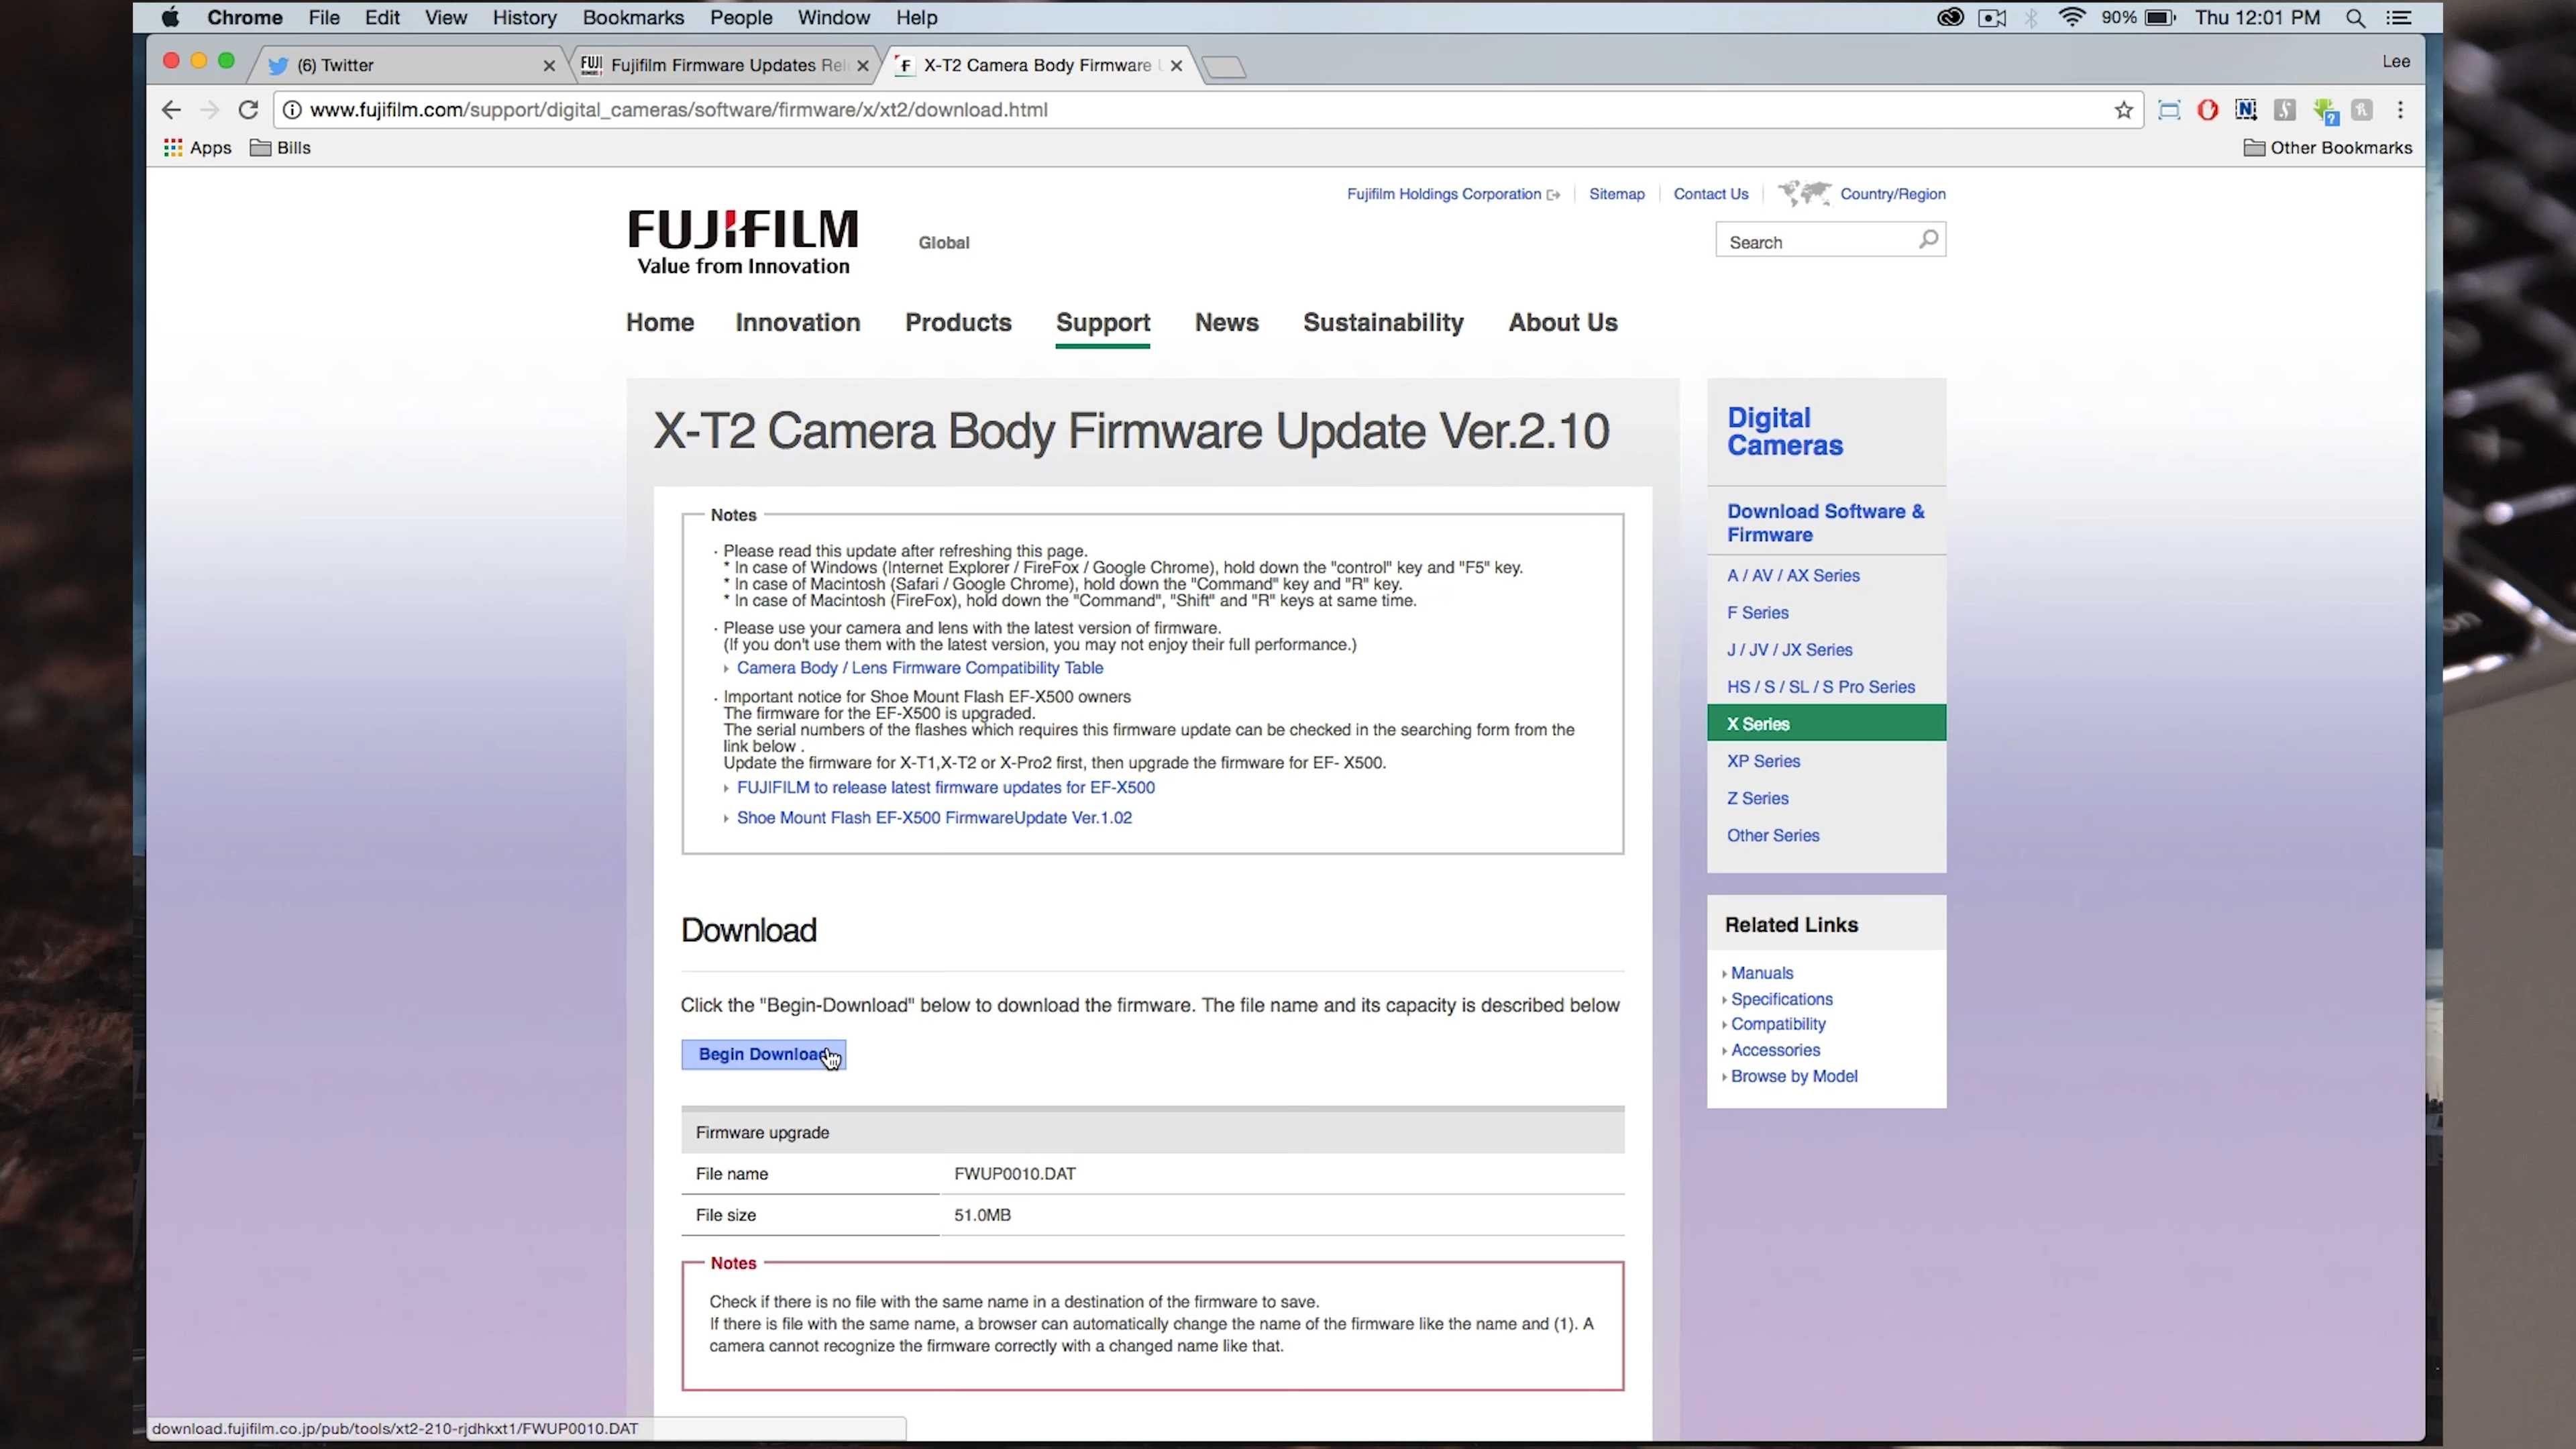 Chrome File Edit View History Bookmarks People Window Help 90% Thu 12:01 PM
(6) Twitter FUJI Fujifilm Firmware Updates Rel X-T2 Camera Body Firmware Lee
www.fujifilm.com/support/digital_cameras/software/firmware/x/xt2/download.html
Apps Bills Other Bookmarks
Fujifilm Holdings Corporation Sitemap Contact Us Country/Region
FUJIFILM
Value from Innovation
Global
Search
Home Innovation Products Support News Sustainability About Us
X-T2 Camera Body Firmware Update Ver.2.10
Notes
· Please read this update after refreshing this page.
* In case of Windows (Internet Explorer / FireFox / Google Chrome), hold down the "control" key and "F5" key.
* In case of Macintosh (Safari / Google Chrome), hold down the "Command" key and "R" key.
* In case of Macintosh (FireFox), hold down the "Command", "Shift" and "R" keys at same time.
· Please use your camera and lens with the latest version of firmware.
(If you don't use them with the latest version, you may not enjoy their full performance.)
Camera Body / Lens Firmware Compatibility Table
· Important notice for Shoe Mount Flash EF-X500 owners
The firmware for the EF-X500 is upgraded.
The serial numbers of the flashes which requires this firmware update can be checked in the searching form from the
link below .
Update the firmware for X-T1,X-T2 or X-Pro2 first, then upgrade the firmware for EF- X500.
FUJIFILM to release latest firmware updates for EF-X500
Shoe Mount Flash EF-X500 FirmwareUpdate Ver.1.02
Download
Click the "Begin-Download" below to download the firmware. The file name and its capacity is described below
Begin Download
Firmware upgrade
File name FWUP0010.DAT
File size 51.0MB
Notes
Check if there is no file with the same name in a destination of the firmware to save.
If there is file with the same name, a browser can automatically change the name of the firmware like the name and (1). A
camera cannot recognize the firmware correctly with a changed name like that.
Digital
Cameras
Download Software &
Firmware
A / AV / AX Series
F Series
J / JV / JX Series
HS / S / SL / S Pro Series
X Series
XP Series
Z Series
Other Series
Related Links
Manuals
Specifications
Compatibility
Accessories
Browse by Model
download.fujifilm.co.jp/pub/tools/xt2-210-rjdhkxt1/FWUP0010.DAT